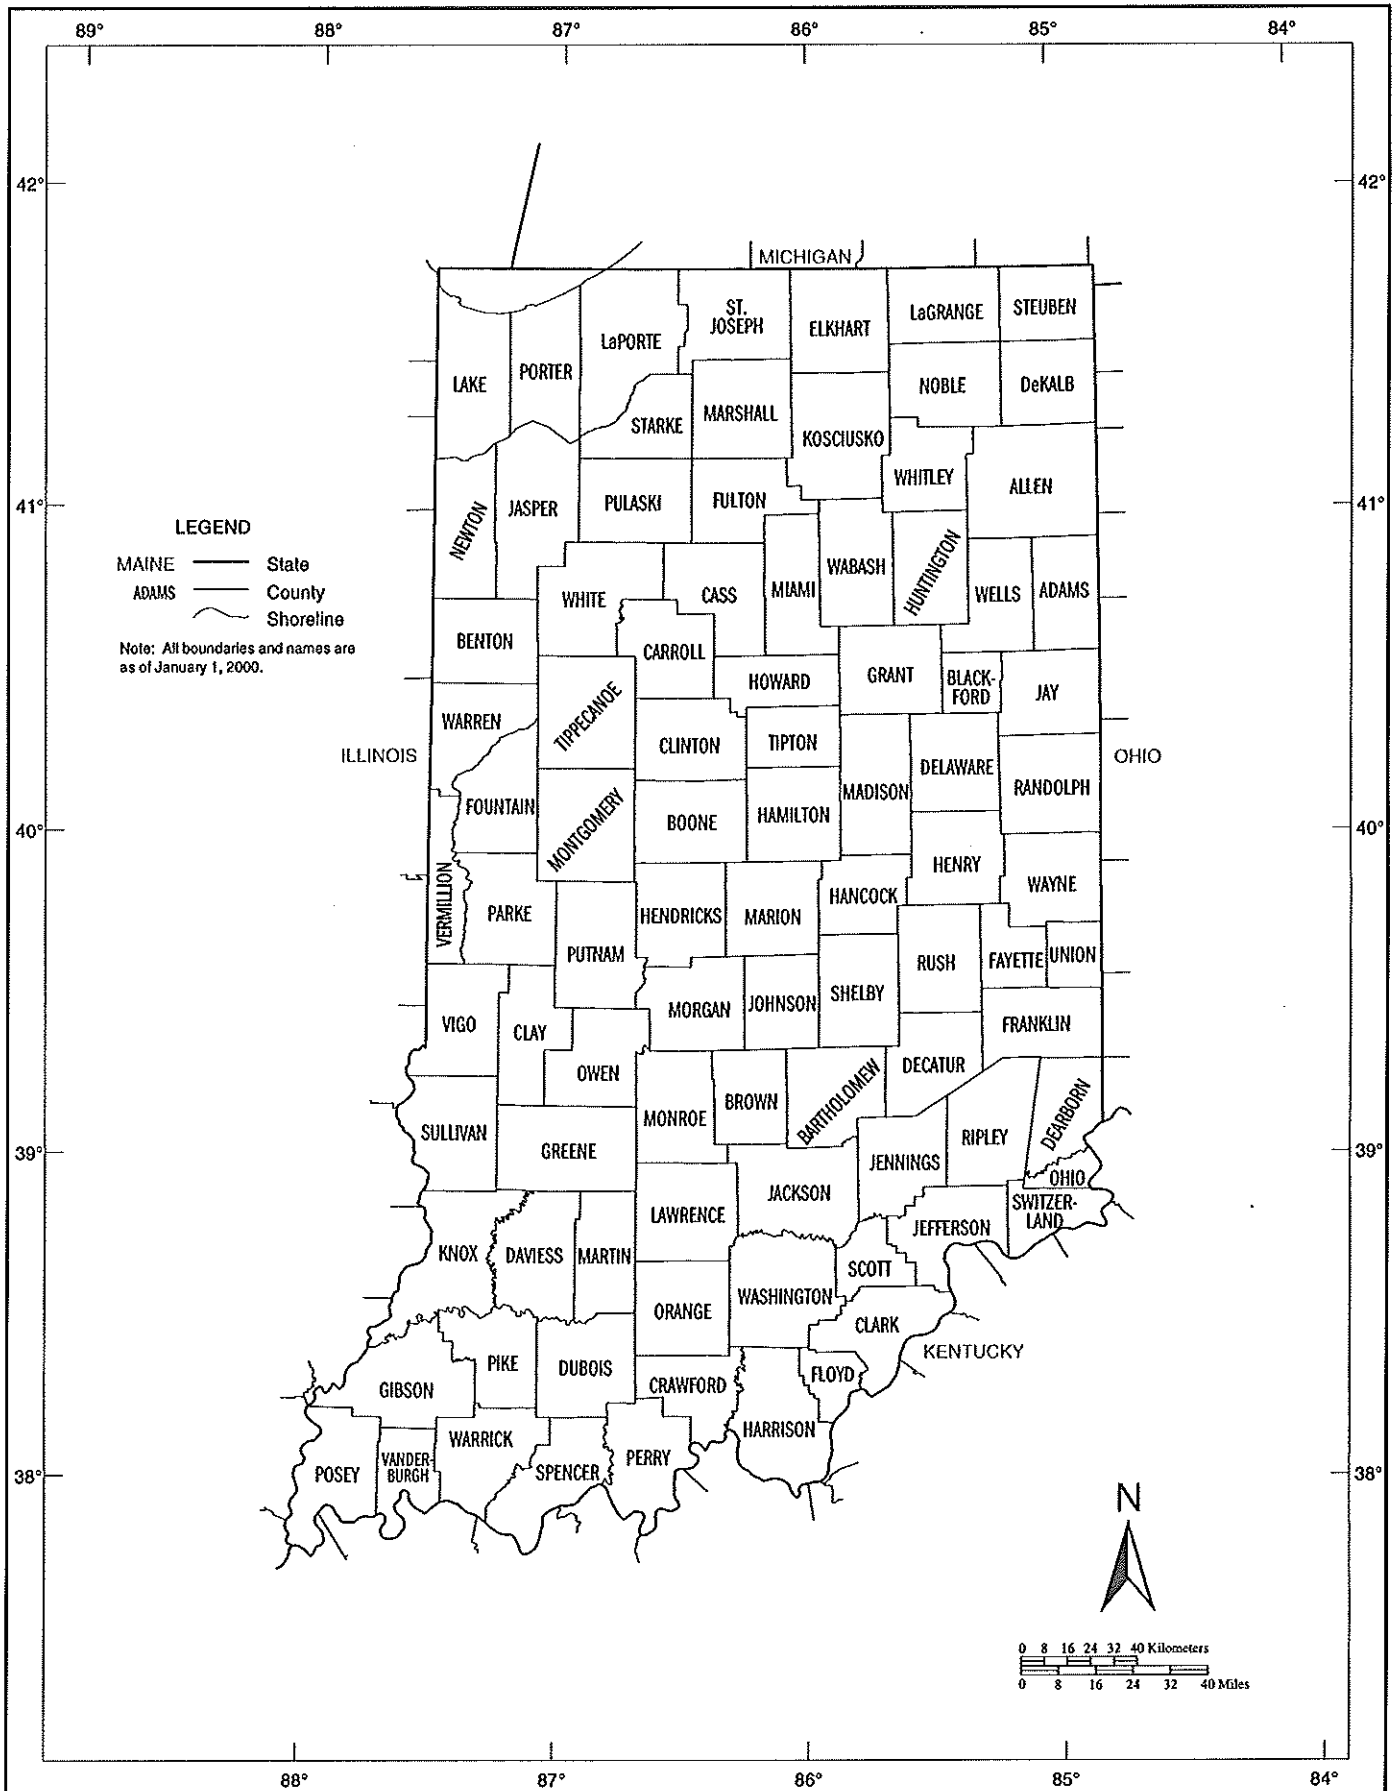 89° 88° 87° 86° 85° 84°
42° 42°
MICHIGAN
ST.
JOSEPH
LaGRANGE
STEUBEN
ELKHART
LaPORTE
PORTER
LAKE
NOBLE
DeKALB
MARSHALL
STARKE
KOSCIUSKO
WHITLEY
ALLEN
41° 41°
NEWTON
JASPER
PULASKI
FULTON
LEGEND
MAINE State
ADAMS County
Shoreline
Note: All boundaries and names are
as of January 1, 2000.
WHITE
CASS
MIAMI
WABASH
HUNTINGTON
WELLS
ADAMS
BENTON
CARROLL
HOWARD
GRANT
BLACK-
FORD
JAY
WARREN
TIPPECANOE
CLINTON
TIPTON
ILLINOIS
OHIO
DELAWARE
MADISON
RANDOLPH
FOUNTAIN
MONTGOMERY
BOONE
HAMILTON
40° 40°
HENRY
WAYNE
VERMILLION
PARKE
HENDRICKS
MARION
HANCOCK
PUTNAM
RUSH
FAYETTE
UNION
VIGO
CLAY
MORGAN
JOHNSON
SHELBY
FRANKLIN
OWEN
DECATUR
SULLIVAN
MONROE
BROWN
BARTHOLOMEW
RIPLEY
DEARBORN
39° 39°
GREENE
JENNINGS
OHIO
JACKSON
LAWRENCE
SWITZER-
LAND
JEFFERSON
KNOX
DAVIESS
MARTIN
SCOTT
ORANGE
WASHINGTON
CLARK
KENTUCKY
PIKE
DUBOIS
FLOYD
GIBSON
CRAWFORD
HARRISON
WARRICK
PERRY
POSEY
VANDER-
BURGH
SPENCER
38° 38°
N
0 8 16 24 32 40 Kilometers
0 8 16 24 32 40 Miles
88° 87° 86° 85° 84°